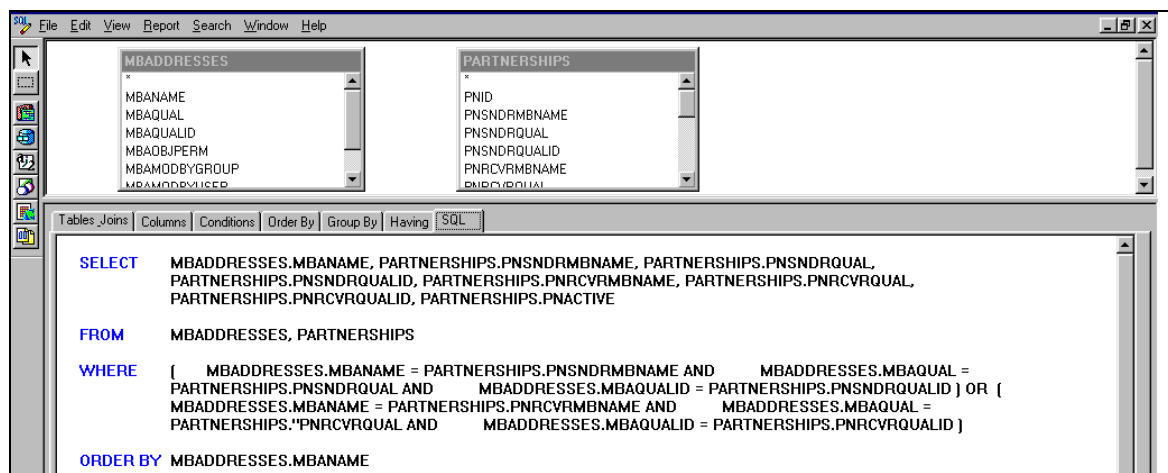 SQL
File Edit View Report Search Window Help
MBADDRESSES
*
MBANAME
MBAQUAL
MBAQUALID
MBAOBJPERM
MBAMODBYGROUP
MBAMODBYUSER
PARTNERSHIPS
*
PNID
PNSNDRMBNAME
PNSNDRQUAL
PNSNDRQUALID
PNRCVRMBNAME
PNRCVRQUAL
Tables_Joins Columns Conditions Order By Group By Having SQL
SELECT MBADDRESSES.MBANAME, PARTNERSHIPS.PNSNDRMBNAME, PARTNERSHIPS.PNSNDRQUAL,
PARTNERSHIPS.PNSNDRQUALID, PARTNERSHIPS.PNRCVRMBNAME, PARTNERSHIPS.PNRCVRQUAL,
PARTNERSHIPS.PNRCVRQUALID, PARTNERSHIPS.PNACTIVE
FROM MBADDRESSES, PARTNERSHIPS
WHERE ( MBADDRESSES.MBANAME = PARTNERSHIPS.PNSNDRMBNAME AND MBADDRESSES.MBAQUAL =
PARTNERSHIPS.PNSNDRQUAL AND MBADDRESSES.MBAQUALID = PARTNERSHIPS.PNSNDRQUALID ) OR (
MBADDRESSES.MBANAME = PARTNERSHIPS.PNRCVRMBNAME AND MBADDRESSES.MBAQUAL =
PARTNERSHIPS."PNRCVRQUAL AND MBADDRESSES.MBAQUALID = PARTNERSHIPS.PNRCVRQUALID )
ORDER BY MBADDRESSES.MBANAME